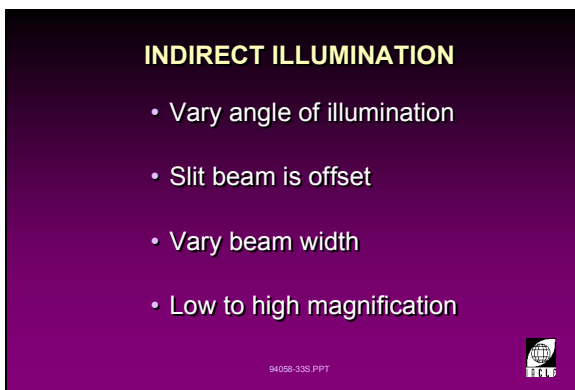 INDIRECT ILLUMINATION
• Vary angle of illumination
• Slit beam is offset
• Vary beam width
• Low to high magnification
94058-33S.PPT
IACLE